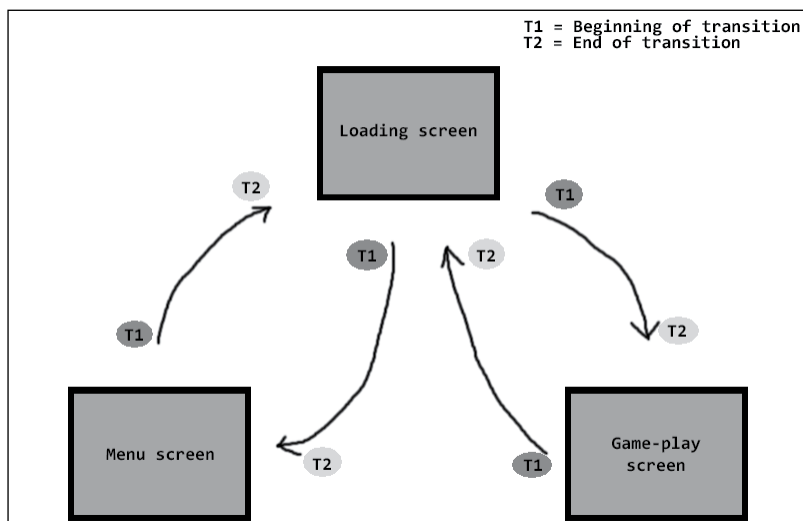 T1 = Beginning of transition
T2 = End of transition
Loading screen
T2
T1
T1
T2
T1
T2
Menu screen
T2
T1
Game-play
screen